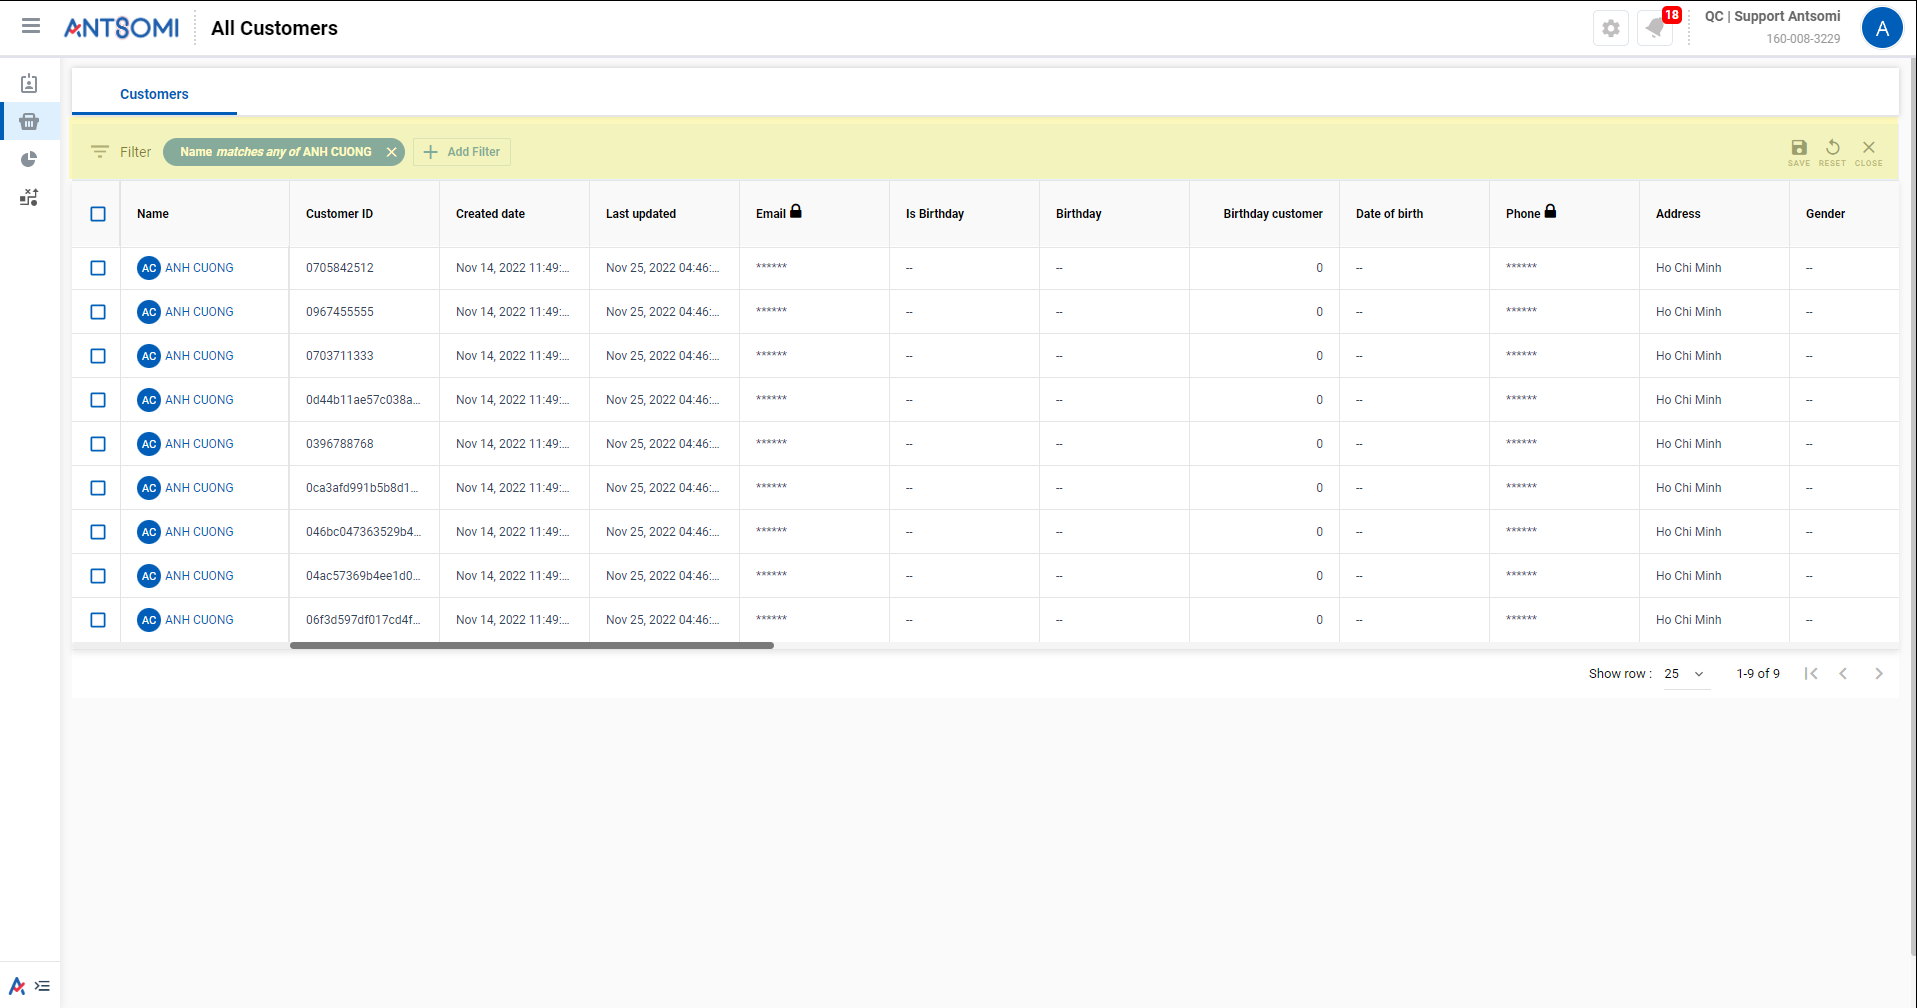 ANTSOMI All Customers 18 QC | Support Antsomi A
160-008-3229
Customers
Filter Name matches any of ANH CUONG Add Filter SAVE RESET CLOSE
Name Customer ID Created date Last updated Email Is Birthday Birthday Birthday customer Date of birth Phone Address Gender
AC ANH CUONG 0705842512 Nov 14, 2022 11:49:... Nov 25, 2022 04:46:... ****** -- -- 0 -- ****** Ho Chi Minh --
AC ANH CUONG 0967455555 Nov 14, 2022 11:49:... Nov 25, 2022 04:46:... ****** -- -- 0 -- ****** Ho Chi Minh --
AC ANH CUONG 0703711333 Nov 14, 2022 11:49:... Nov 25, 2022 04:46:... ****** -- -- 0 -- ****** Ho Chi Minh --
AC ANH CUONG 0d44b11ae57c038a... Nov 14, 2022 11:49:... Nov 25, 2022 04:46:... ****** -- -- 0 -- ****** Ho Chi Minh --
AC ANH CUONG 0396788768 Nov 14, 2022 11:49:... Nov 25, 2022 04:46:... ****** -- -- 0 -- ****** Ho Chi Minh --
AC ANH CUONG 0ca3afd991b5b8d1... Nov 14, 2022 11:49:... Nov 25, 2022 04:46:... ****** -- -- 0 -- ****** Ho Chi Minh --
AC ANH CUONG 046bc047363529b4... Nov 14, 2022 11:49:... Nov 25, 2022 04:46:... ****** -- -- 0 -- ****** Ho Chi Minh --
AC ANH CUONG 04ac57369b4ee1d0... Nov 14, 2022 11:49:... Nov 25, 2022 04:46:... ****** -- -- 0 -- ****** Ho Chi Minh --
AC ANH CUONG 06f3d597df017cd4f... Nov 14, 2022 11:49:... Nov 25, 2022 04:46:... ****** -- -- 0 -- ****** Ho Chi Minh --
Show row : 25 1-9 of 9